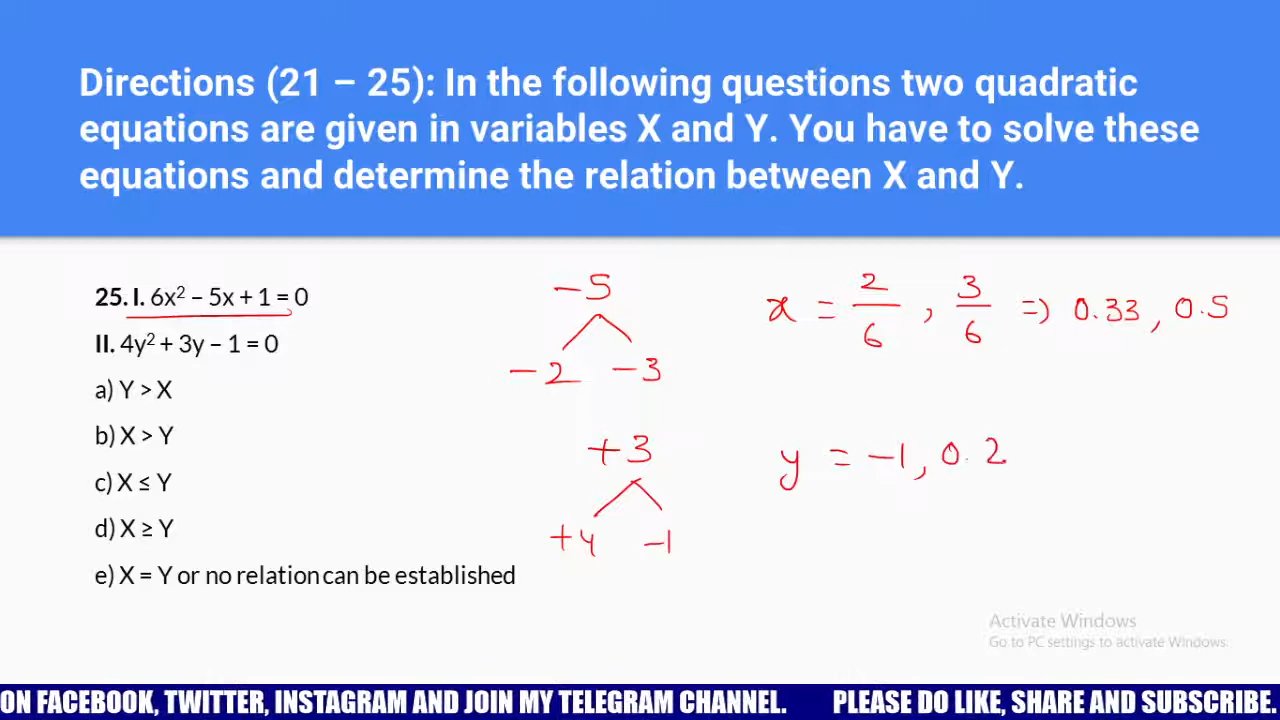 Directions (21 – 25): In the following questions two quadratic
equations are given in variables X and Y. You have to solve these
equations and determine the relation between X and Y.
25. I. 6x² – 5x + 1 = 0
II. 4y² + 3y – 1 = 0
a) Y > X
b) X > Y
c) X ≤ Y
d) X ≥ Y
e) X = Y or no relation can be established
-5
-2 -3
x = 2/6, 3/6 => 0.33, 0.5
+3
+4 -1
y = -1, 0.2
Activate Windows
Go to PC settings to activate Windows.
ON FACEBOOK, TWITTER, INSTAGRAM AND JOIN MY TELEGRAM CHANNEL. PLEASE DO LIKE, SHARE AND SUBSCRIBE.